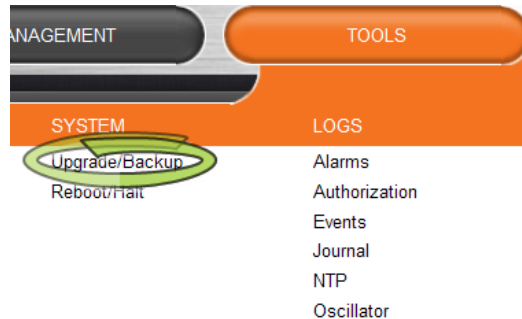 ANAGEMENT TOOLS
SYSTEM LOGS
Upgrade/Backup Alarms
Reboot/Halt Authorization
Events
Journal
NTP
Oscillator